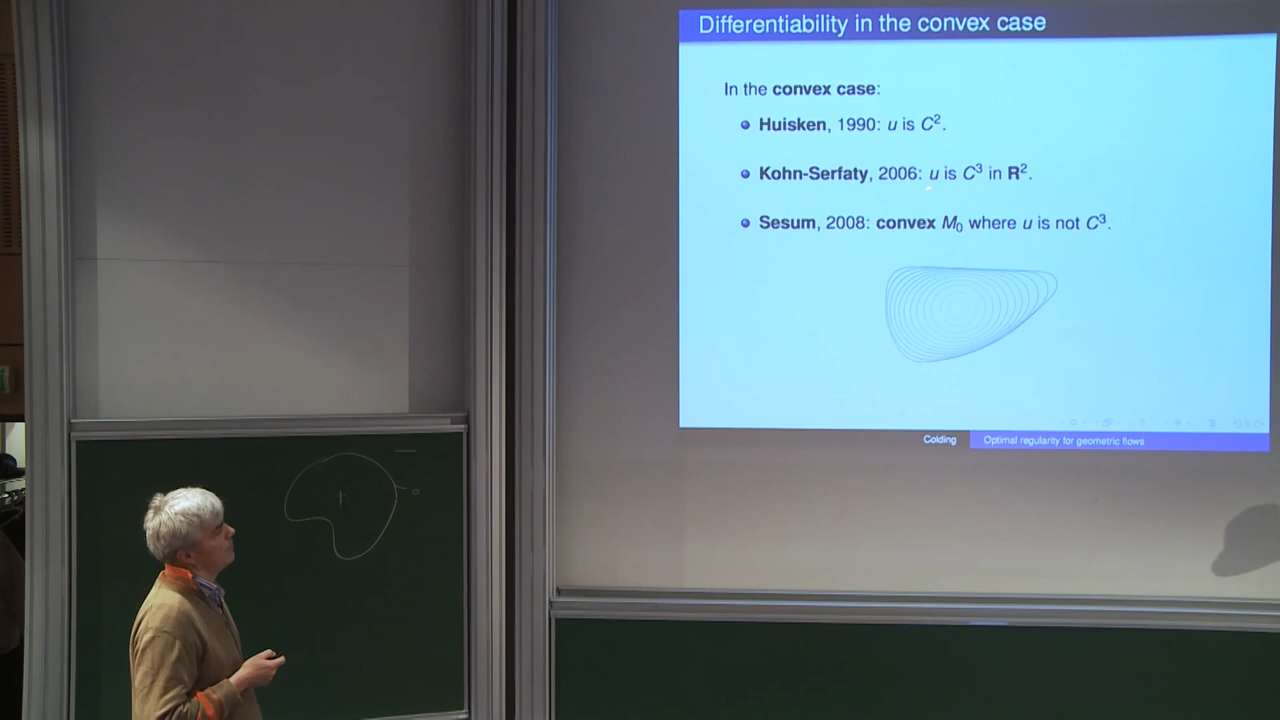 Differentiability in the convex case
In the convex case:
Huisken, 1990: u is C².
Kohn-Serfaty, 2006: u is C³ in R².
Sesum, 2008: convex M₀ where u is not C³.
Colding Optimal regularity for geometric flows